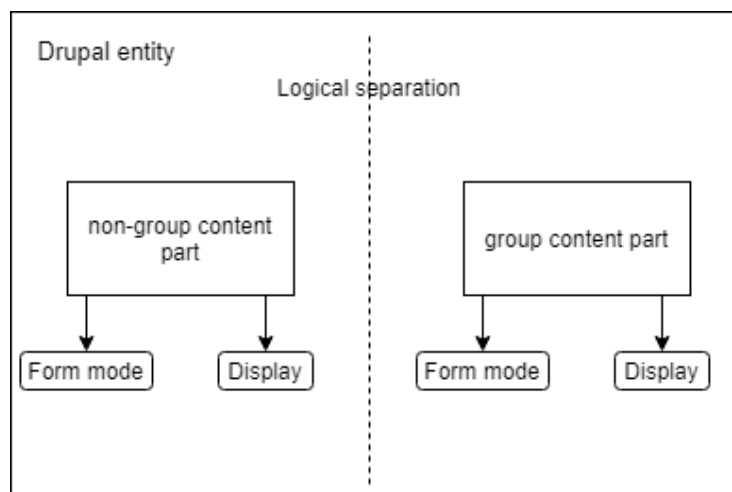 Drupal entity
Logical separation
non-group content
part
group content part
Form mode
Display
Form mode
Display